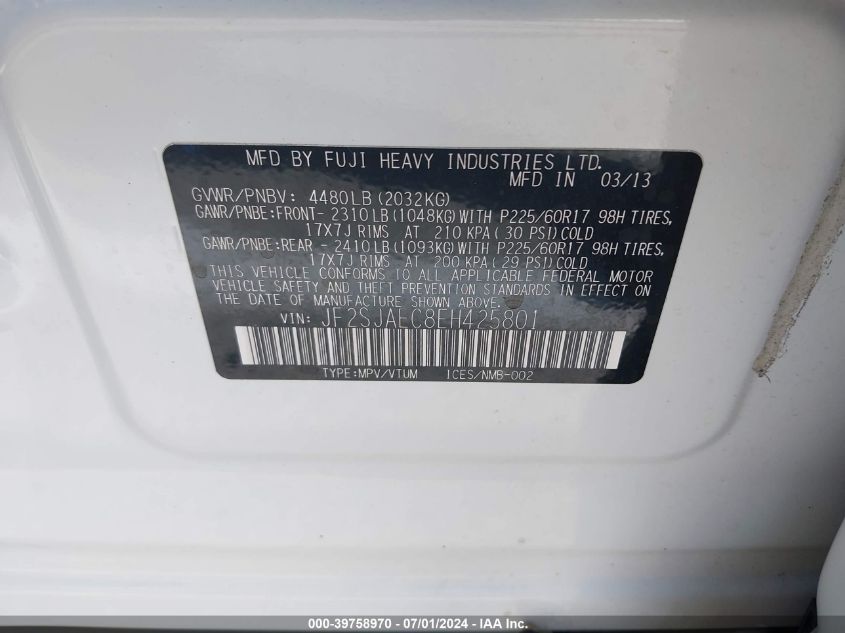 MFD BY FUJI HEAVY INDUSTRIES LTD.
MFD IN 03/13
GVWR/PNBV: 4480LB(2032KG)
GAWR/PNBE:FRONT- 2310LB(1048KG)WITH P225/60R17 98H TIRES,
17X7J RIMS AT 210 KPA(30 PSI)COLD
GAWR/PNBE:REAR - 2410LB(1093KG)WITH P225/60R17 98H TIRES,
17X7J RIMS AT 200 KPA(29 PSI)COLD
THIS VEHICLE CONFORMS TO ALL APPLICABLE FEDERAL MOTOR
VEHICLE SAFETY AND THEFT PREVENTION STANDARDS IN EFFECT ON
THE DATE OF MANUFACTURE SHOWN ABOVE.
VIN: JF2SJAEC8EH425801
TYPE:MPV/VTUM ICES/NMB-002
000-39758970 - 07/01/2024 - IAA Inc.